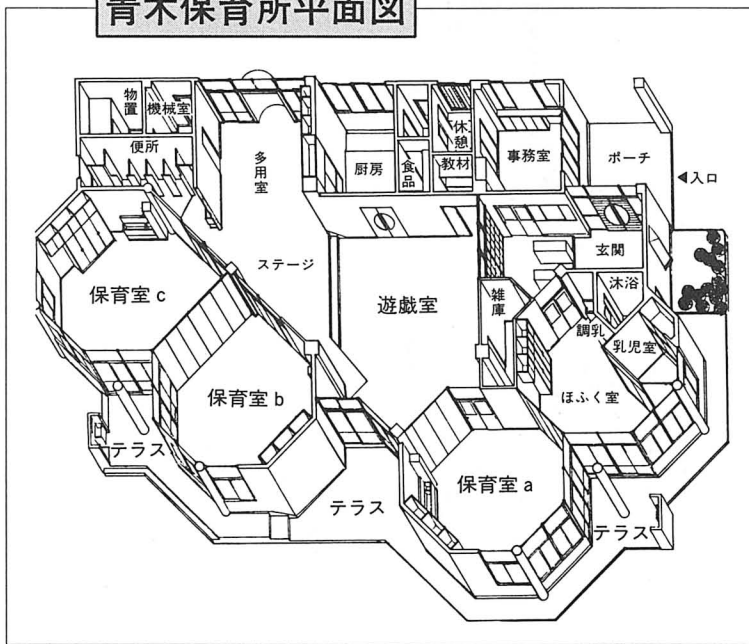 青木保育所平面図
物置
機械室
便所
多用室
厨房
食品
休憩
教材
事務室
ポーチ
◀入口
玄関
沐浴
調乳
乳児室
ほふく室
雑庫
遊戯室
ステージ
保育室 c
保育室 b
保育室 a
テラス
テラス
テラス